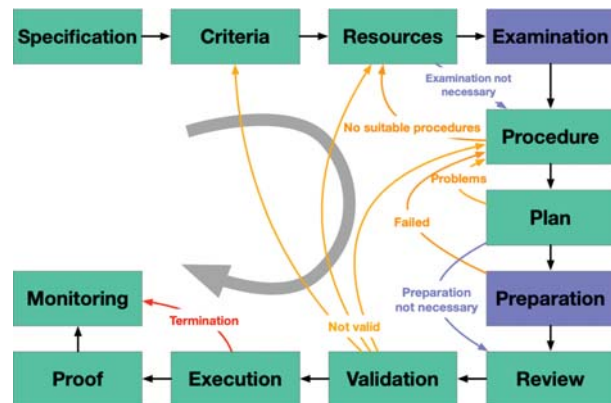 Specification
Criteria
Resources
Examination
Examination not
necessary
No suitable procedures
Procedure
Problems
Plan
Failed
Monitoring
Preparation
not necessary
Preparation
Termination
Not valid
Proof
Execution
Validation
Review